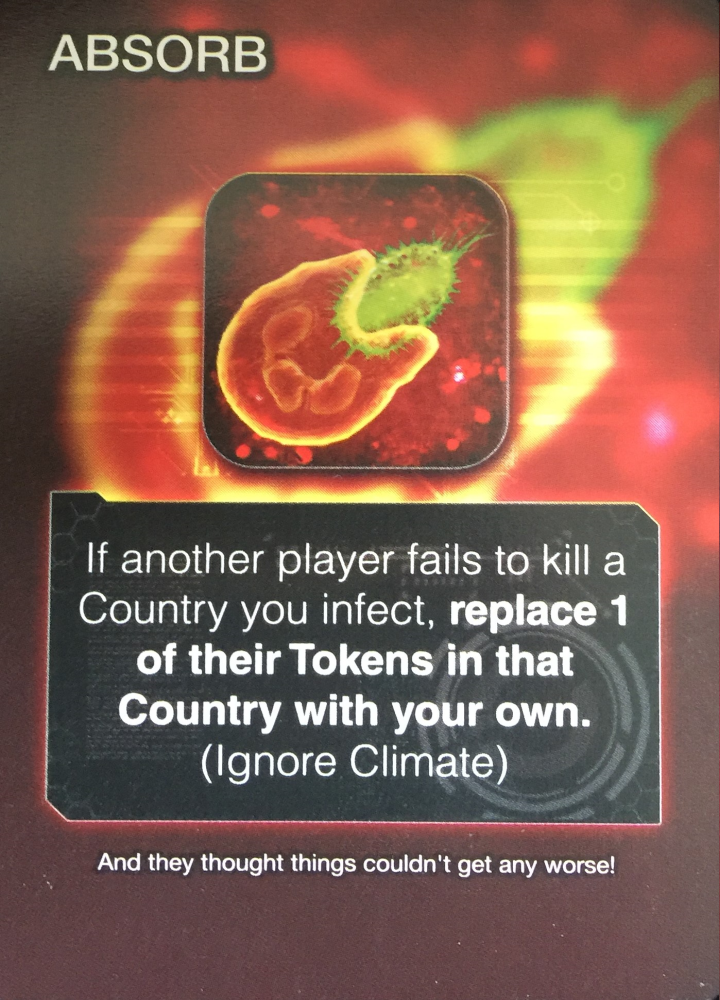 ABSORB
If another player fails to kill a
Country you infect, replace 1
of their Tokens in that
Country with your own.
(Ignore Climate)
And they thought things couldn't get any worse!